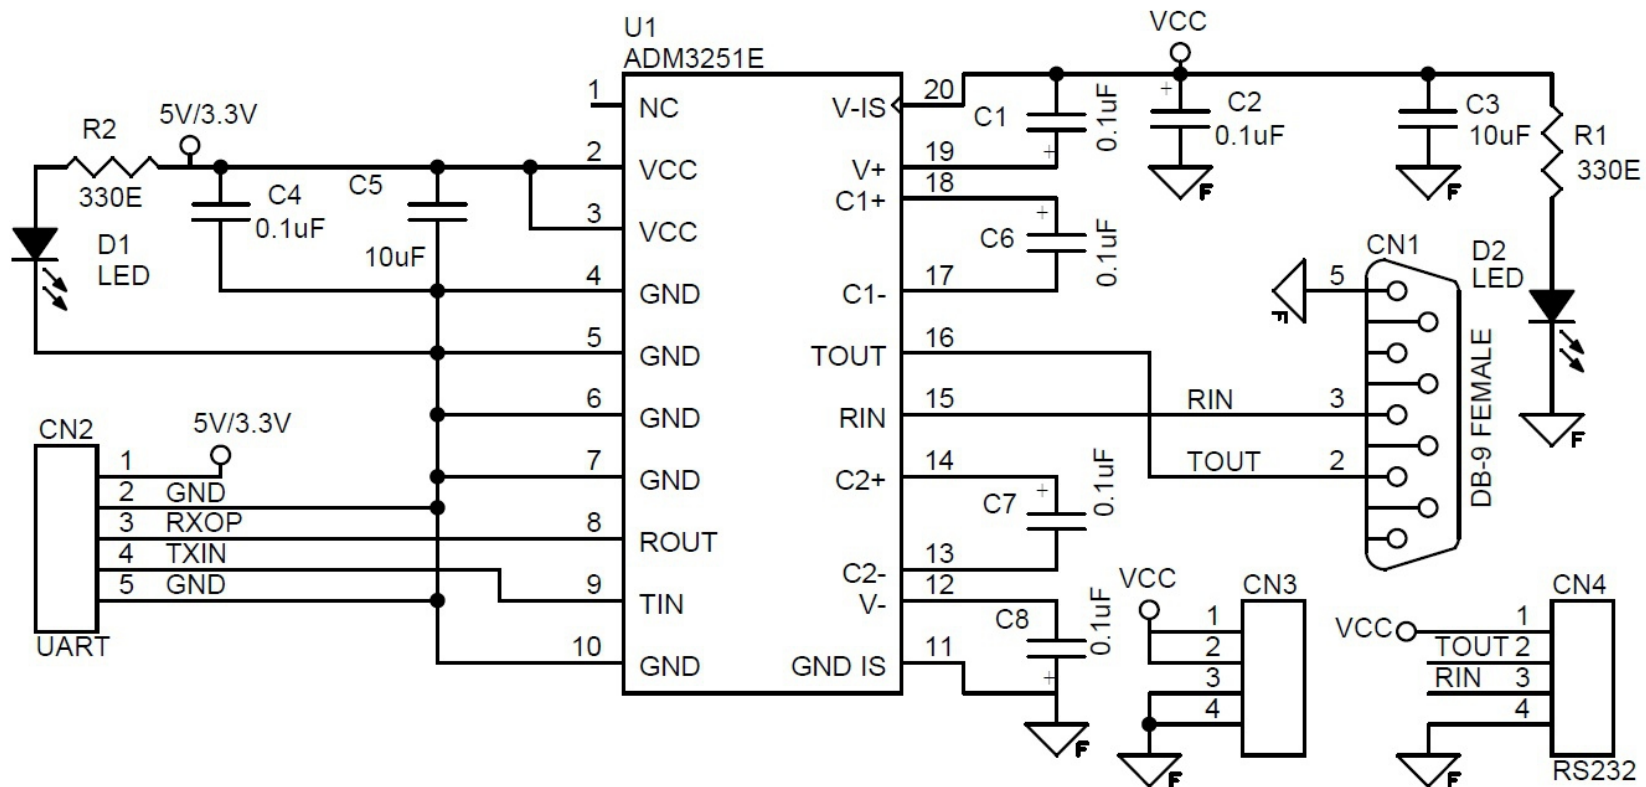 U1
ADM3251E
VCC
1
NC
20
V-IS
C1
0.1uF
+
+
C2
0.1uF
C3
10uF
R1
330E
F
F
R2
330E
5V/3.3V
2
VCC
19
V+
C4
0.1uF
C5
10uF
3
VCC
18
C1+
+
C6
0.1uF
D1
LED
4
GND
17
C1-
CN1
5
F
D2
LED
F
DB-9 FEMALE
5
GND
16
TOUT
6
GND
15
RIN
RIN
3
7
GND
14
C2+
TOUT
2
+
C7
0.1uF
CN2
5V/3.3V
1
2
GND
3
RXOP
4
TXIN
5
GND
UART
8
ROUT
13
C2-
9
TIN
12
V-
C8
0.1uF
+
10
GND
11
GND IS
F
VCC
CN3
1
2
3
4
F
CN4
VCC
1
TOUT 2
RIN 3
4
F
RS232